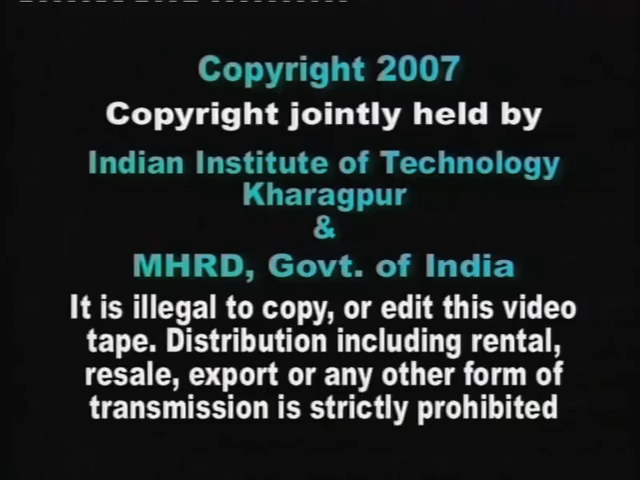 Copyright 2007
Copyright jointly held by
Indian Institute of Technology
Kharagpur
&
MHRD, Govt. of India
It is illegal to copy, or edit this video
tape. Distribution including rental,
resale, export or any other form of
transmission is strictly prohibited